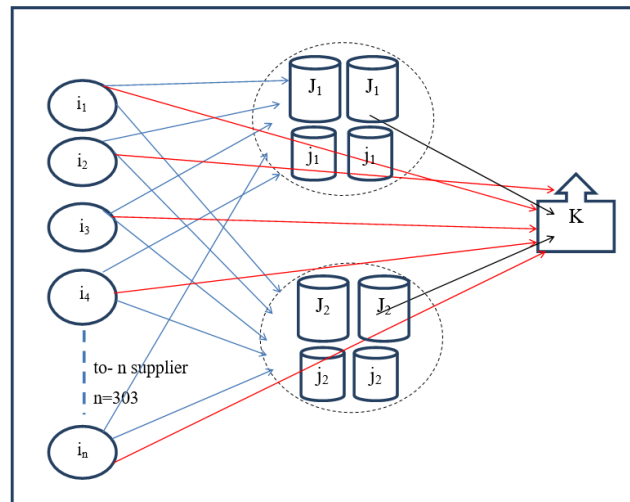 i₁
i₂
i₃
i₄
to- n supplier
n=303
iₙ
J₁ J₁
j₁ j₁
J₂ J₂
j₂ j₂
K